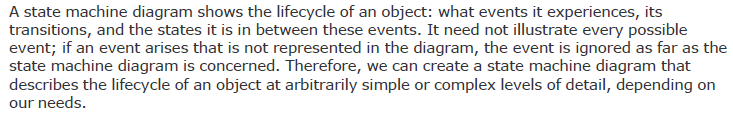 A state machine diagram shows the lifecycle of an object: what events it experiences, its
transitions, and the states it is in between these events. It need not illustrate every possible
event; if an event arises that is not represented in the diagram, the event is ignored as far as the
state machine diagram is concerned. Therefore, we can create a state machine diagram that
describes the lifecycle of an object at arbitrarily simple or complex levels of detail, depending on
our needs.